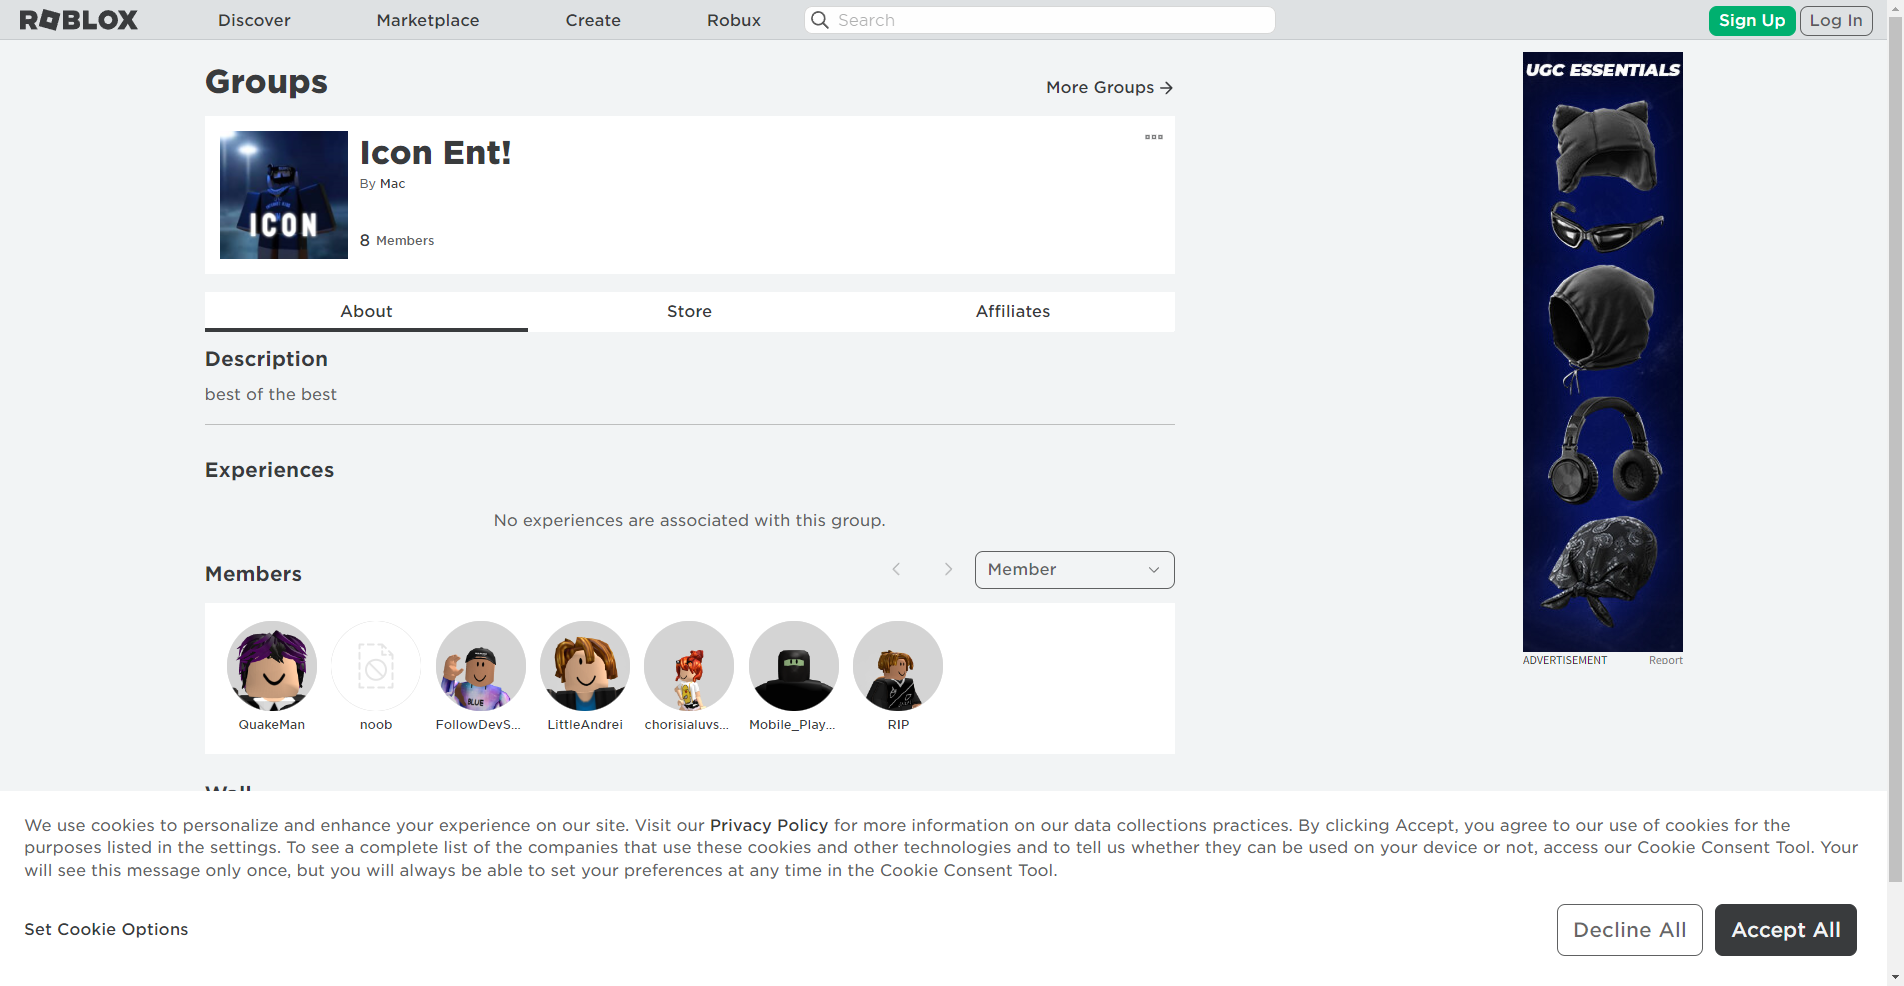 ROBLOX
Discover
Marketplace
Create
Robux
Search
Sign Up
Log In
Groups
More Groups
Icon Ent!
By Mac
8 Members
ICON
About
Store
Affiliates
Description
best of the best
Experiences
No experiences are associated with this group.
Members
Member
QuakeMan
noob
FollowDevS...
LittleAndrei
chorisialuvs...
Mobile_Play...
RIP
BLUE
UGC ESSENTIALS
ADVERTISEMENT
Report
Wall
We use cookies to personalize and enhance your experience on our site. Visit our Privacy Policy for more information on our data collections practices. By clicking Accept, you agree to our use of cookies for the
purposes listed in the settings. To see a complete list of the companies that use these cookies and other technologies and to tell us whether they can be used on your device or not, access our Cookie Consent Tool. Your
will see this message only once, but you will always be able to set your preferences at any time in the Cookie Consent Tool.
Set Cookie Options
Decline All
Accept All